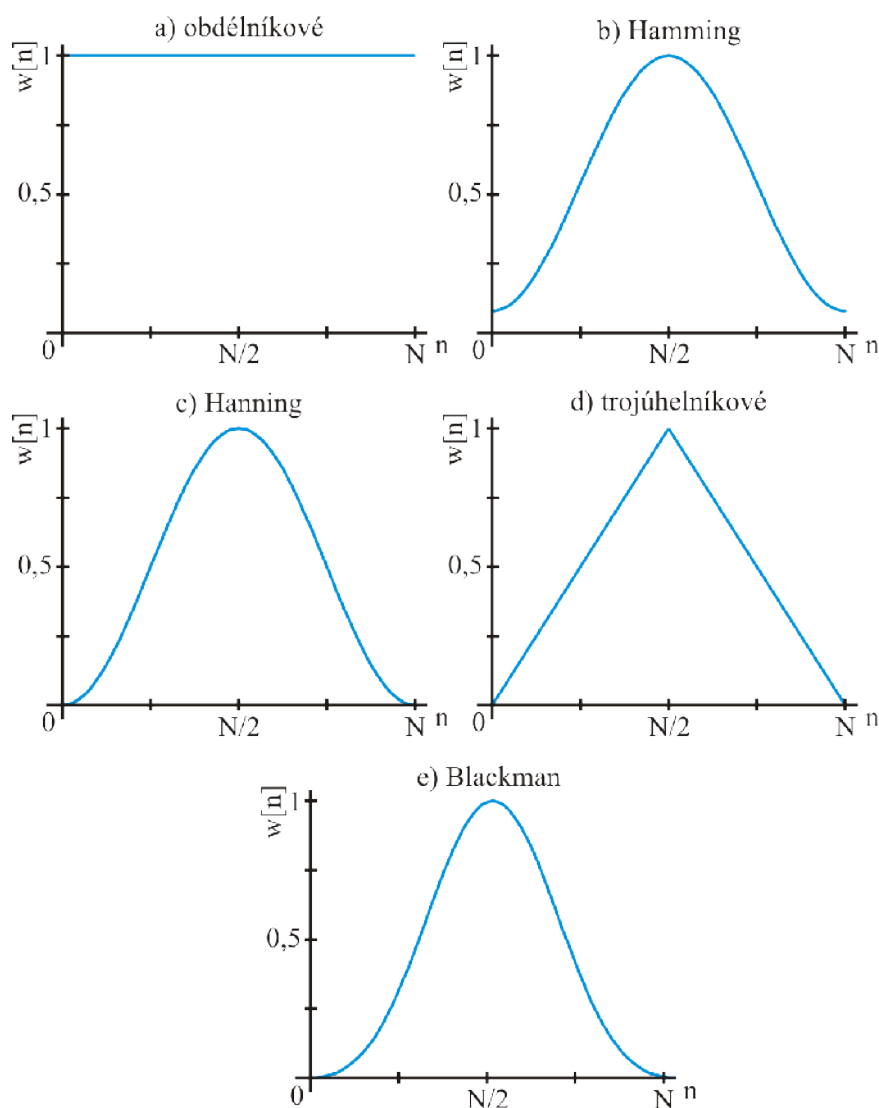 a) obdélníkové
w[n]
1
0,5
0
N/2
N
n
b) Hamming
w[n]
1
0,5
0
N/2
N
n
c) Hanning
w[n]
1
0,5
0
N/2
N
n
d) trojúhelníkové
w[n]
1
0,5
0
N/2
N
n
e) Blackman
w[n]
1
0,5
0
N/2
N
n